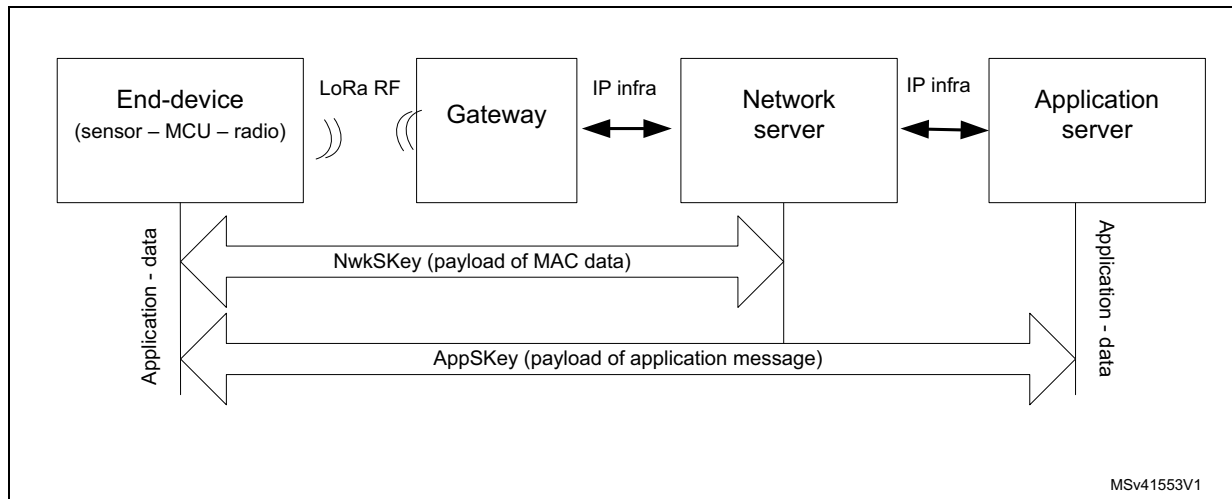 End-device
(sensor – MCU – radio)
LoRa RF
Gateway
IP infra
Network
server
IP infra
Application
server
Application - data
NwkSKey (payload of MAC data)
AppSKey (payload of application message)
Application - data
MSv41553V1